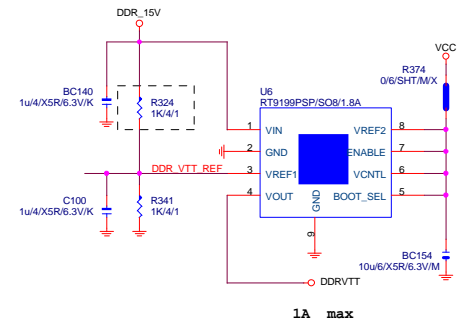 DDR_15V
VCC
R374
0/6/SHT/M/X
BC140
1u/4/X5R/6.3V/K
R324
1K/4/1
U6
RT9199PSP/SO8/1.8A
1 VIN VREF2 8
2 GND ENABLE 7
DDR_VTT_REF 3 VREF1 VCNTL 6
4 VOUT BOOT_SEL 5
GND
9
C100
1u/4/X5R/6.3V/K
R341
1K/4/1
BC154
10u/6/X5R/6.3V/M
DDRVTT
1A max